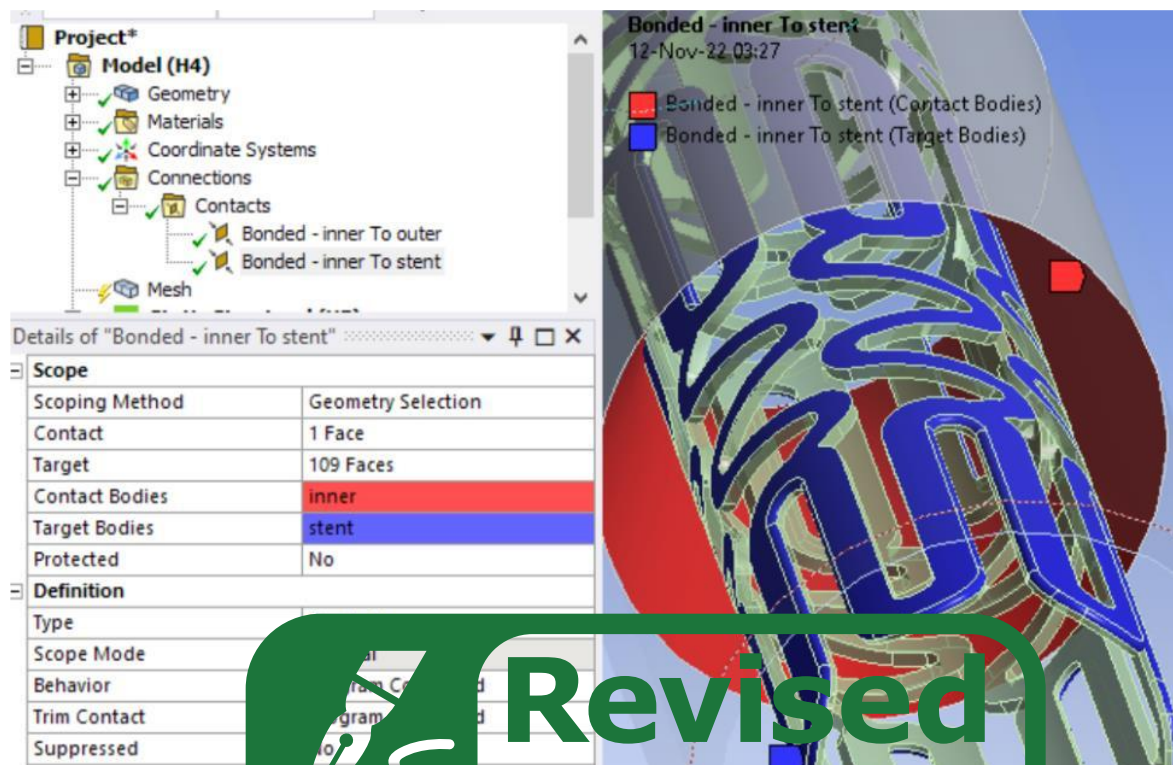 Project*
Model (H4)
Geometry
Materials
Coordinate Systems
Connections
Contacts
Bonded - inner To outer
Bonded - inner To stent
Mesh
Details of "Bonded - inner To stent"
Scope
Scoping Method Geometry Selection
Contact 1 Face
Target 109 Faces
Contact Bodies inner
Target Bodies stent
Protected No
Definition
Type
Scope Mode
Behavior
Trim Contact
Suppressed No
Bonded - inner To stent
12-Nov-22 03:27
Bonded - inner To stent (Contact Bodies)
Bonded - inner To stent (Target Bodies)
Revised